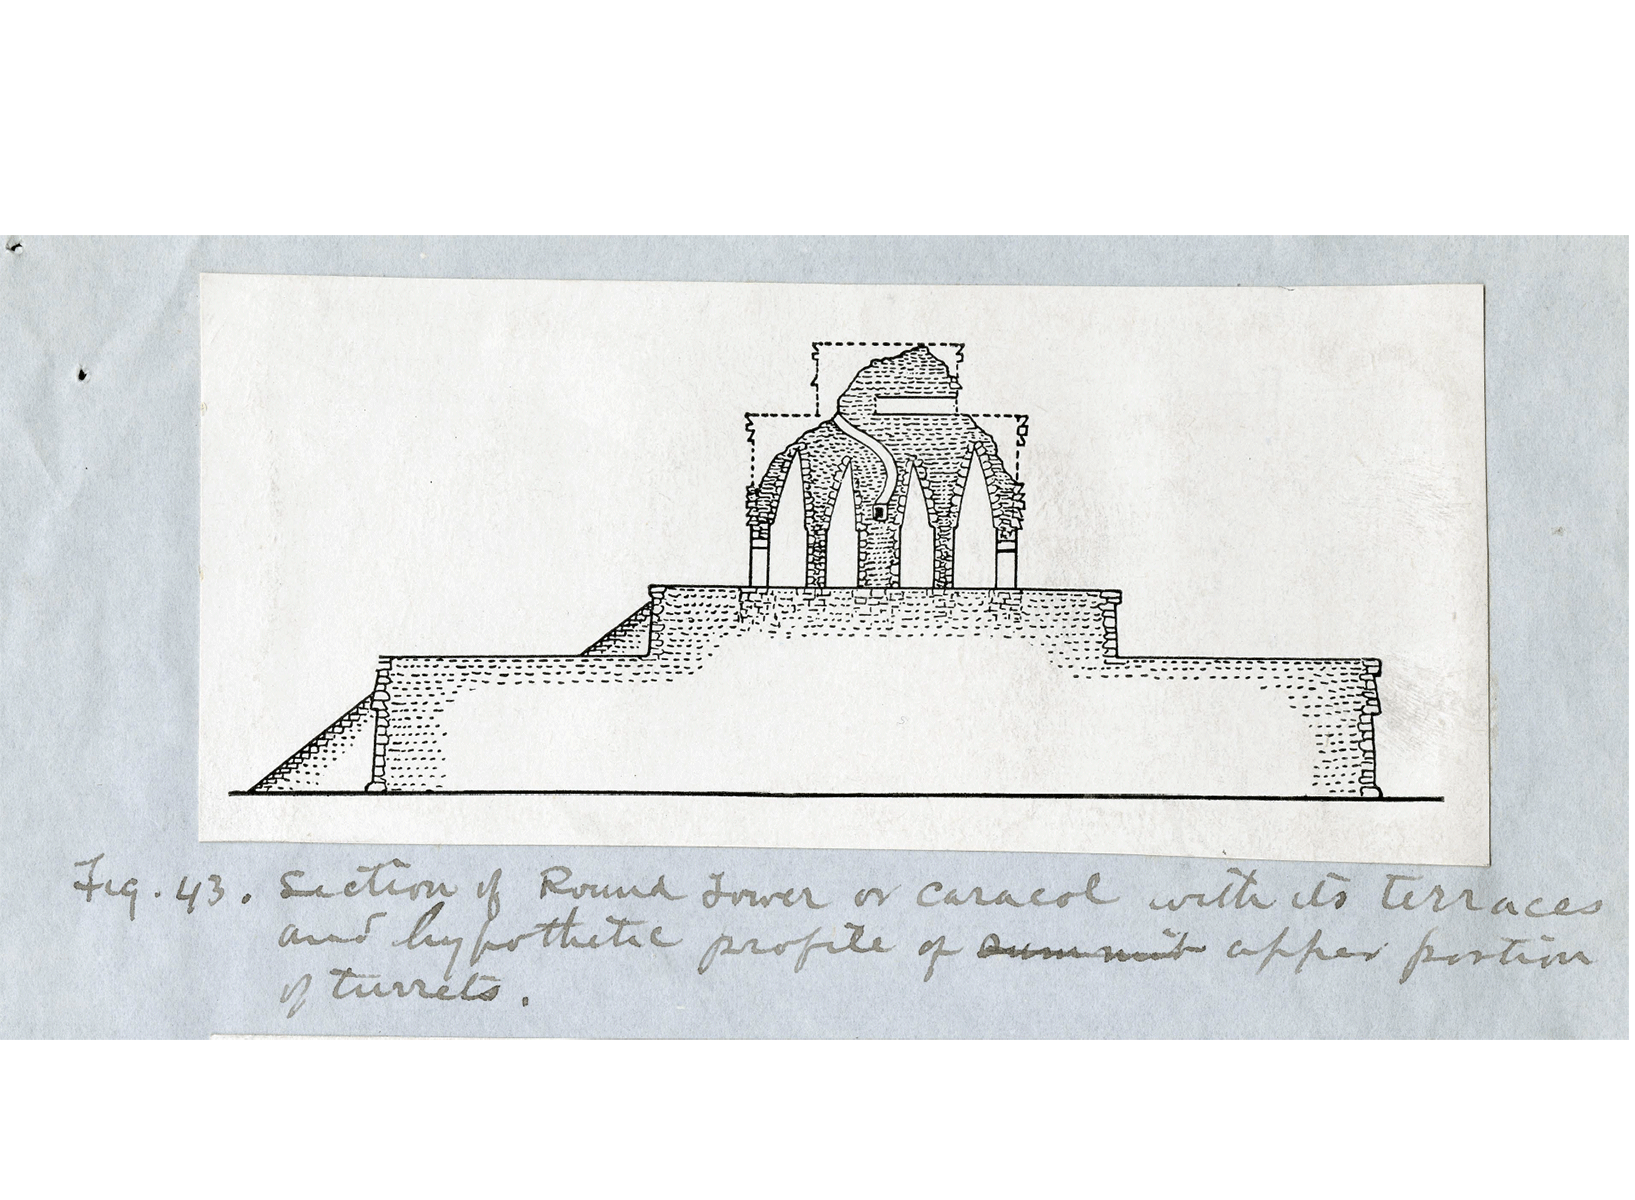 Fig. 43. Section of Round Tower or Caracol with its terraces
and hypothetic profile of summit upper portion
of turrets.